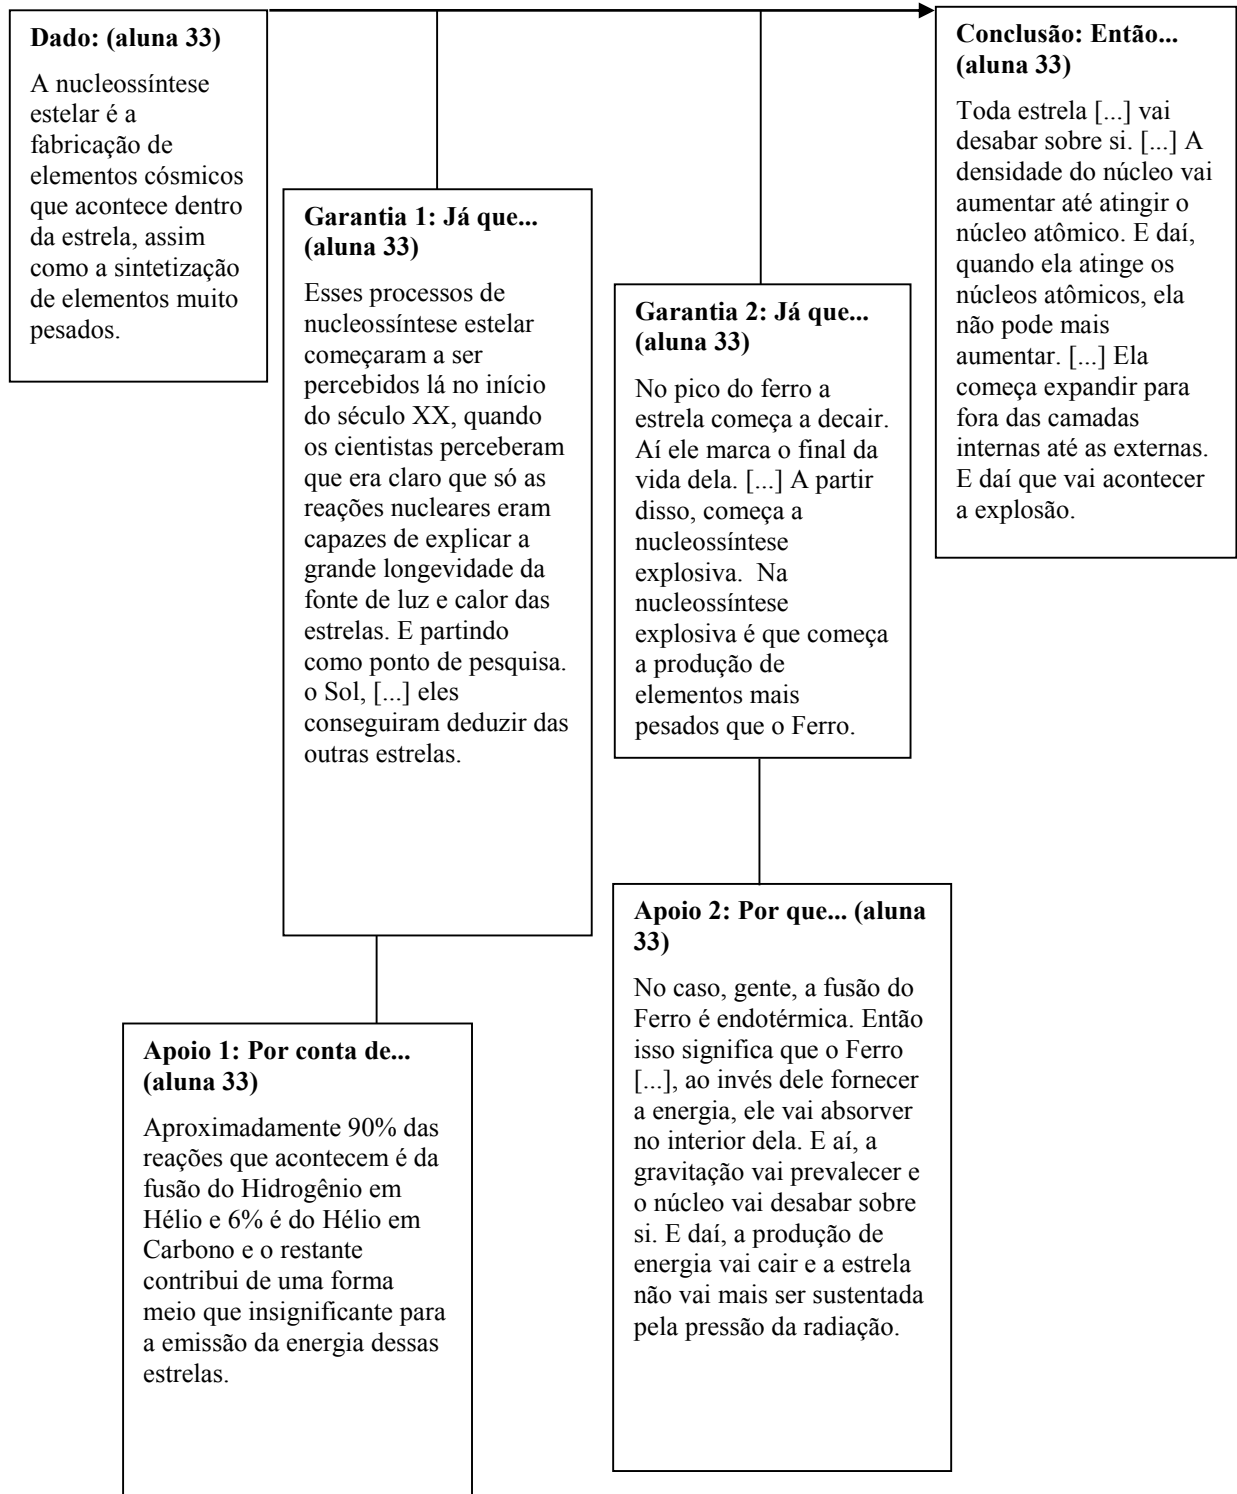 Dado: (aluna 33)
A nucleossíntese
estelar é a
fabricação de
elementos cósmicos
que acontece dentro
da estrela, assim
como a sintetização
de elementos muito
pesados.
Garantia 1: Já que...
(aluna 33)
Esses processos de
nucleossíntese estelar
começaram a ser
percebidos lá no início
do século XX, quando
os cientistas perceberam
que era claro que só as
reações nucleares eram
capazes de explicar a
grande longevidade da
fonte de luz e calor das
estrelas. E partindo
como ponto de pesquisa.
o Sol, [...] eles
conseguiram deduzir das
outras estrelas.
Apoio 1: Por conta de...
(aluna 33)
Aproximadamente 90% das
reações que acontecem é da
fusão do Hidrogênio em
Hélio e 6% é do Hélio em
Carbono e o restante
contribui de uma forma
meio que insignificante para
a emissão da energia dessas
estrelas.
Garantia 2: Já que...
(aluna 33)
No pico do ferro a
estrela começa a decair.
Aí ele marca o final da
vida dela. [...] A partir
disso, começa a
nucleossíntese
explosiva.  Na
nucleossíntese
explosiva é que começa
a produção de
elementos mais
pesados que o Ferro.
Apoio 2: Por que... (aluna
33)
No caso, gente, a fusão do
Ferro é endotérmica. Então
isso significa que o Ferro
[...], ao invés dele fornecer
a energia, ele vai absorver
no interior dela. E aí, a
gravitação vai prevalecer e
o núcleo vai desabar sobre
si. E daí, a produção de
energia vai cair e a estrela
não vai mais ser sustentada
pela pressão da radiação.
Conclusão: Então...
(aluna 33)
Toda estrela [...] vai
desabar sobre si. [...] A
densidade do núcleo vai
aumentar até atingir o
núcleo atômico. E daí,
quando ela atinge os
núcleos atômicos, ela
não pode mais
aumentar. [...] Ela
começa expandir para
fora das camadas
internas até as externas.
E daí que vai acontecer
a explosão.